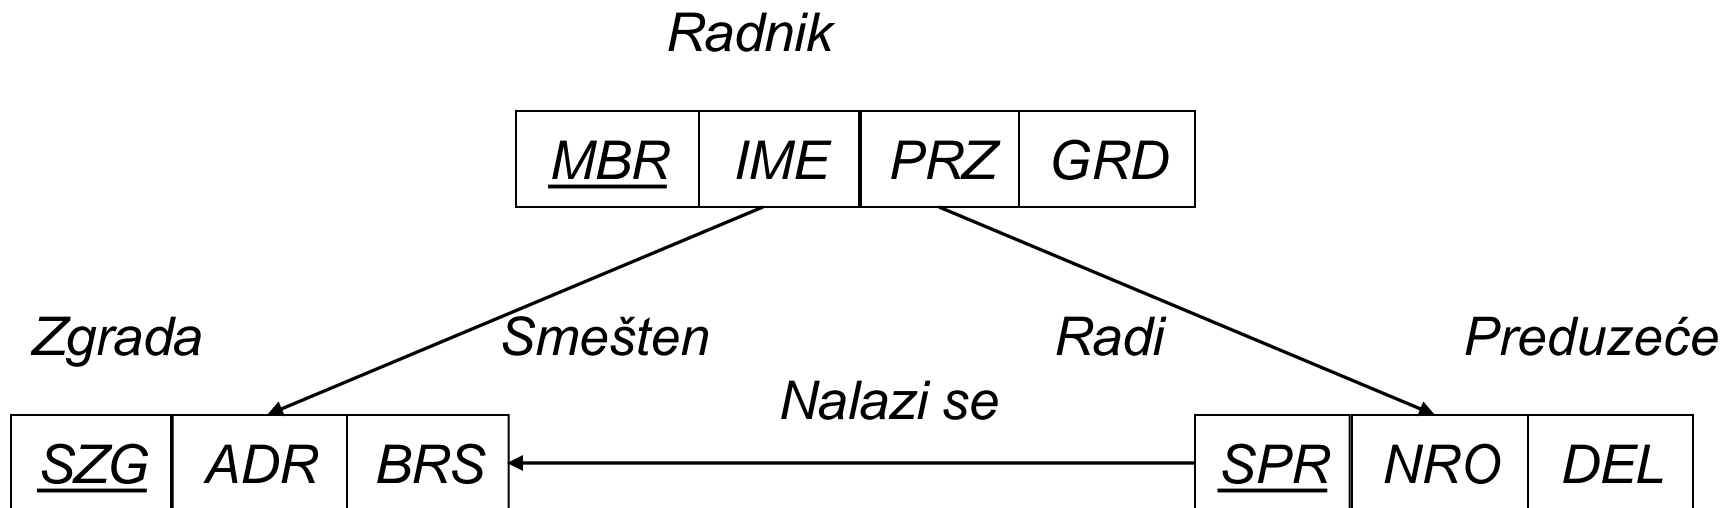 Radnik
MBR IME PRZ GRD
Zgrada Smešten Radi Preduzeće
Nalazi se
SZG ADR BRS SPR NRO DEL